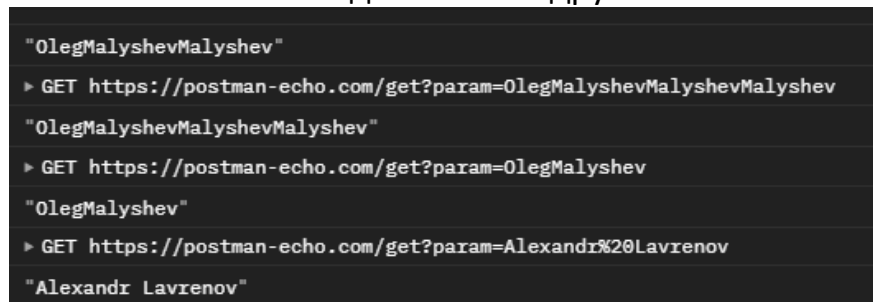 "OlegMalyshevMalyshev"
▸ GET https://postman-echo.com/get?param=OlegMalyshevMalyshevMalyshev
"OlegMalyshevMalyshevMalyshev"
▸ GET https://postman-echo.com/get?param=OlegMalyshev
"OlegMalyshev"
▸ GET https://postman-echo.com/get?param=Alexandr%20Lavrenov
"Alexandr Lavrenov"